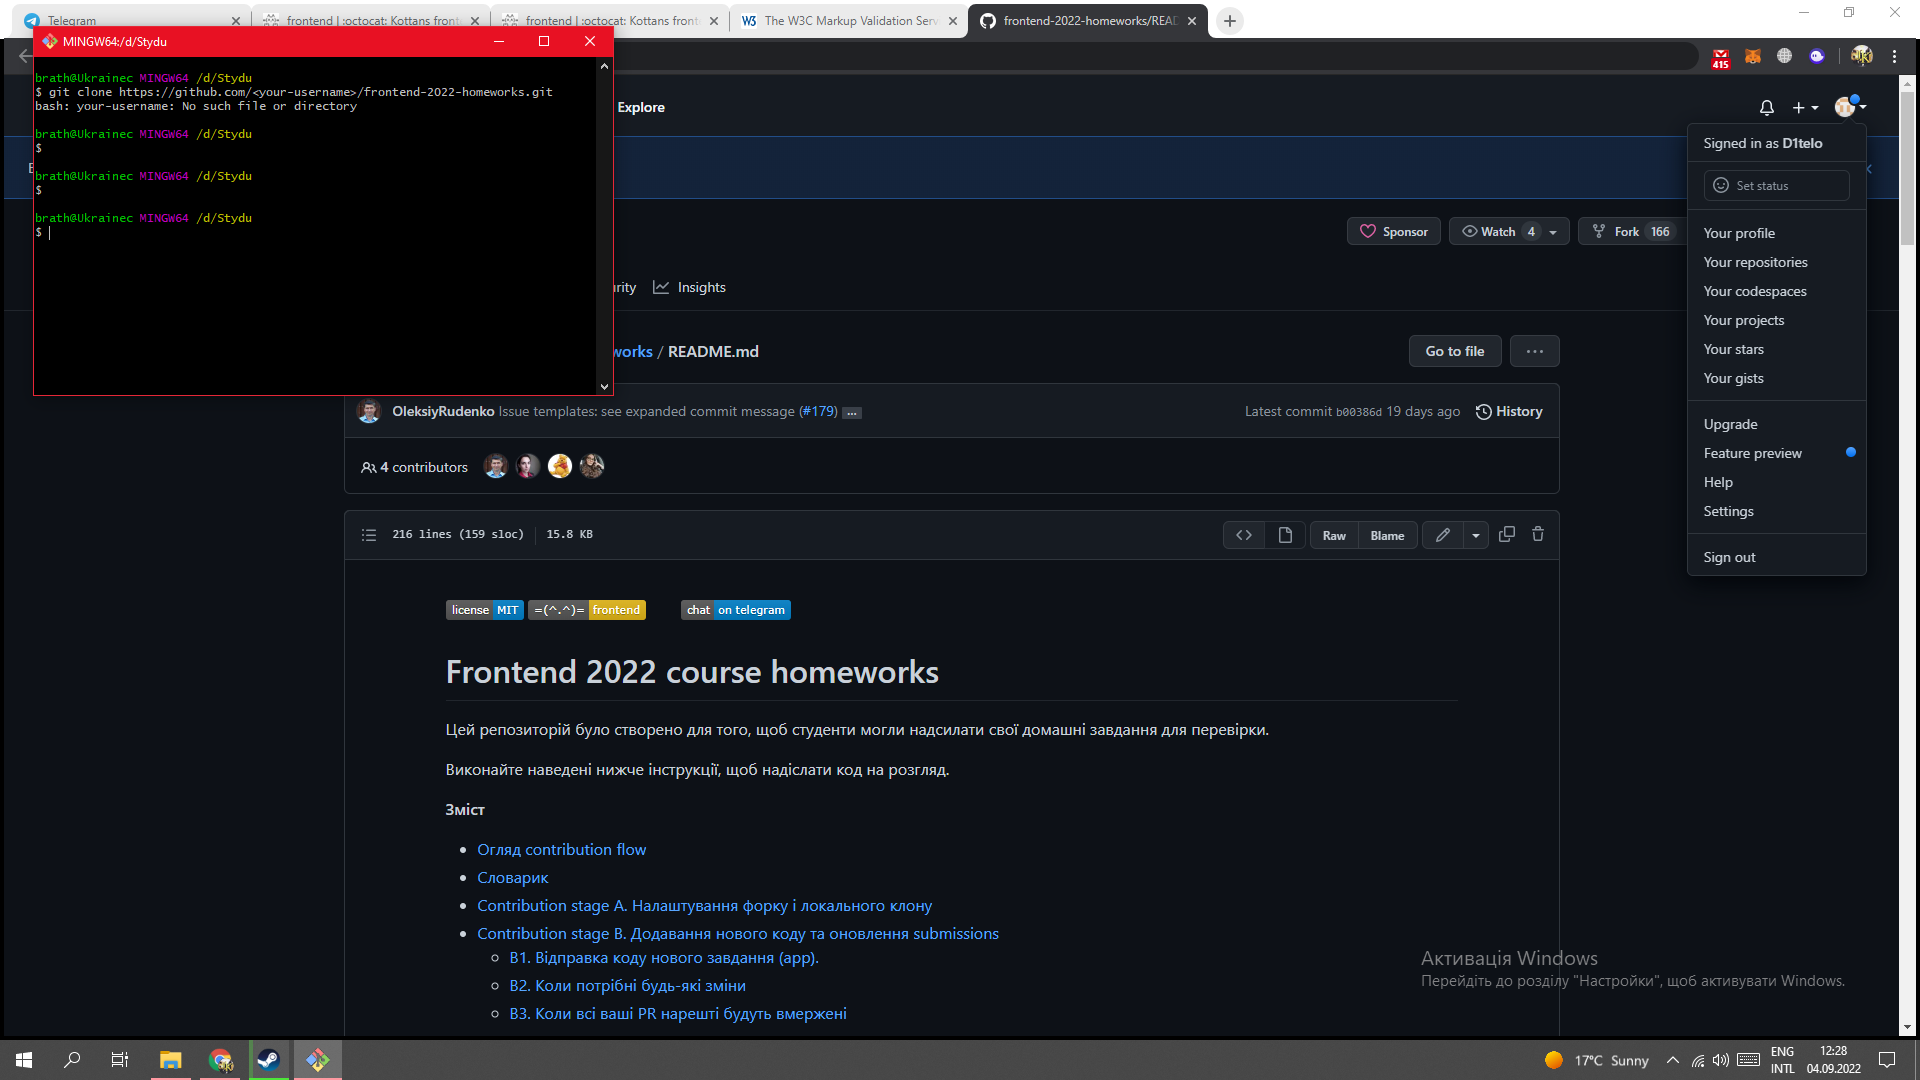 Telegram
frontend | :octocat: Kottans front
frontend | :octocat: Kottans front
The W3C Markup Validation Serv
frontend-2022-homeworks/READ
MINGW64:/d/Stydu
415
brath@Ukrainec MINGW64 /d/Stydu
$ git clone https://github.com/<your-username>/frontend-2022-homeworks.git
bash: your-username: No such file or directory
brath@Ukrainec MINGW64 /d/Stydu
$
brath@Ukrainec MINGW64 /d/Stydu
$
brath@Ukrainec MINGW64 /d/Stydu
$
Explore
Signed in as D1telo
Set status
Your profile
Your repositories
Your codespaces
Your projects
Your stars
Your gists
Upgrade
Feature preview
Help
Settings
Sign out
Sponsor
Watch 4
Fork 166
urity
Insights
works / README.md
Go to file
OleksiyRudenko Issue templates: see expanded commit message (#179) ...
Latest commit b00386d 19 days ago
History
4 contributors
216 lines (159 sloc)
15.8 KB
Raw
Blame
license MIT
=(^.^)= frontend
chat on telegram
Frontend 2022 course homeworks
Цей репозиторій було створено для того, щоб студенти могли надсилати свої домашні завдання для перевірки.
Виконайте наведені нижче інструкції, щоб надіслати код на розгляд.
Зміст
Огляд contribution flow
Словарик
Contribution stage A. Налаштування форку і локального клону
Contribution stage B. Додавання нового коду та оновлення submissions
B1. Відправка коду нового завдання (app).
B2. Коли потрібні будь-які зміни
B3. Коли всі ваші PR нарешті будуть вмержені
Активація Windows
Перейдіть до розділу "Настройки", щоб активувати Windows.
17°C Sunny
ENG
INTL
12:28
04.09.2022